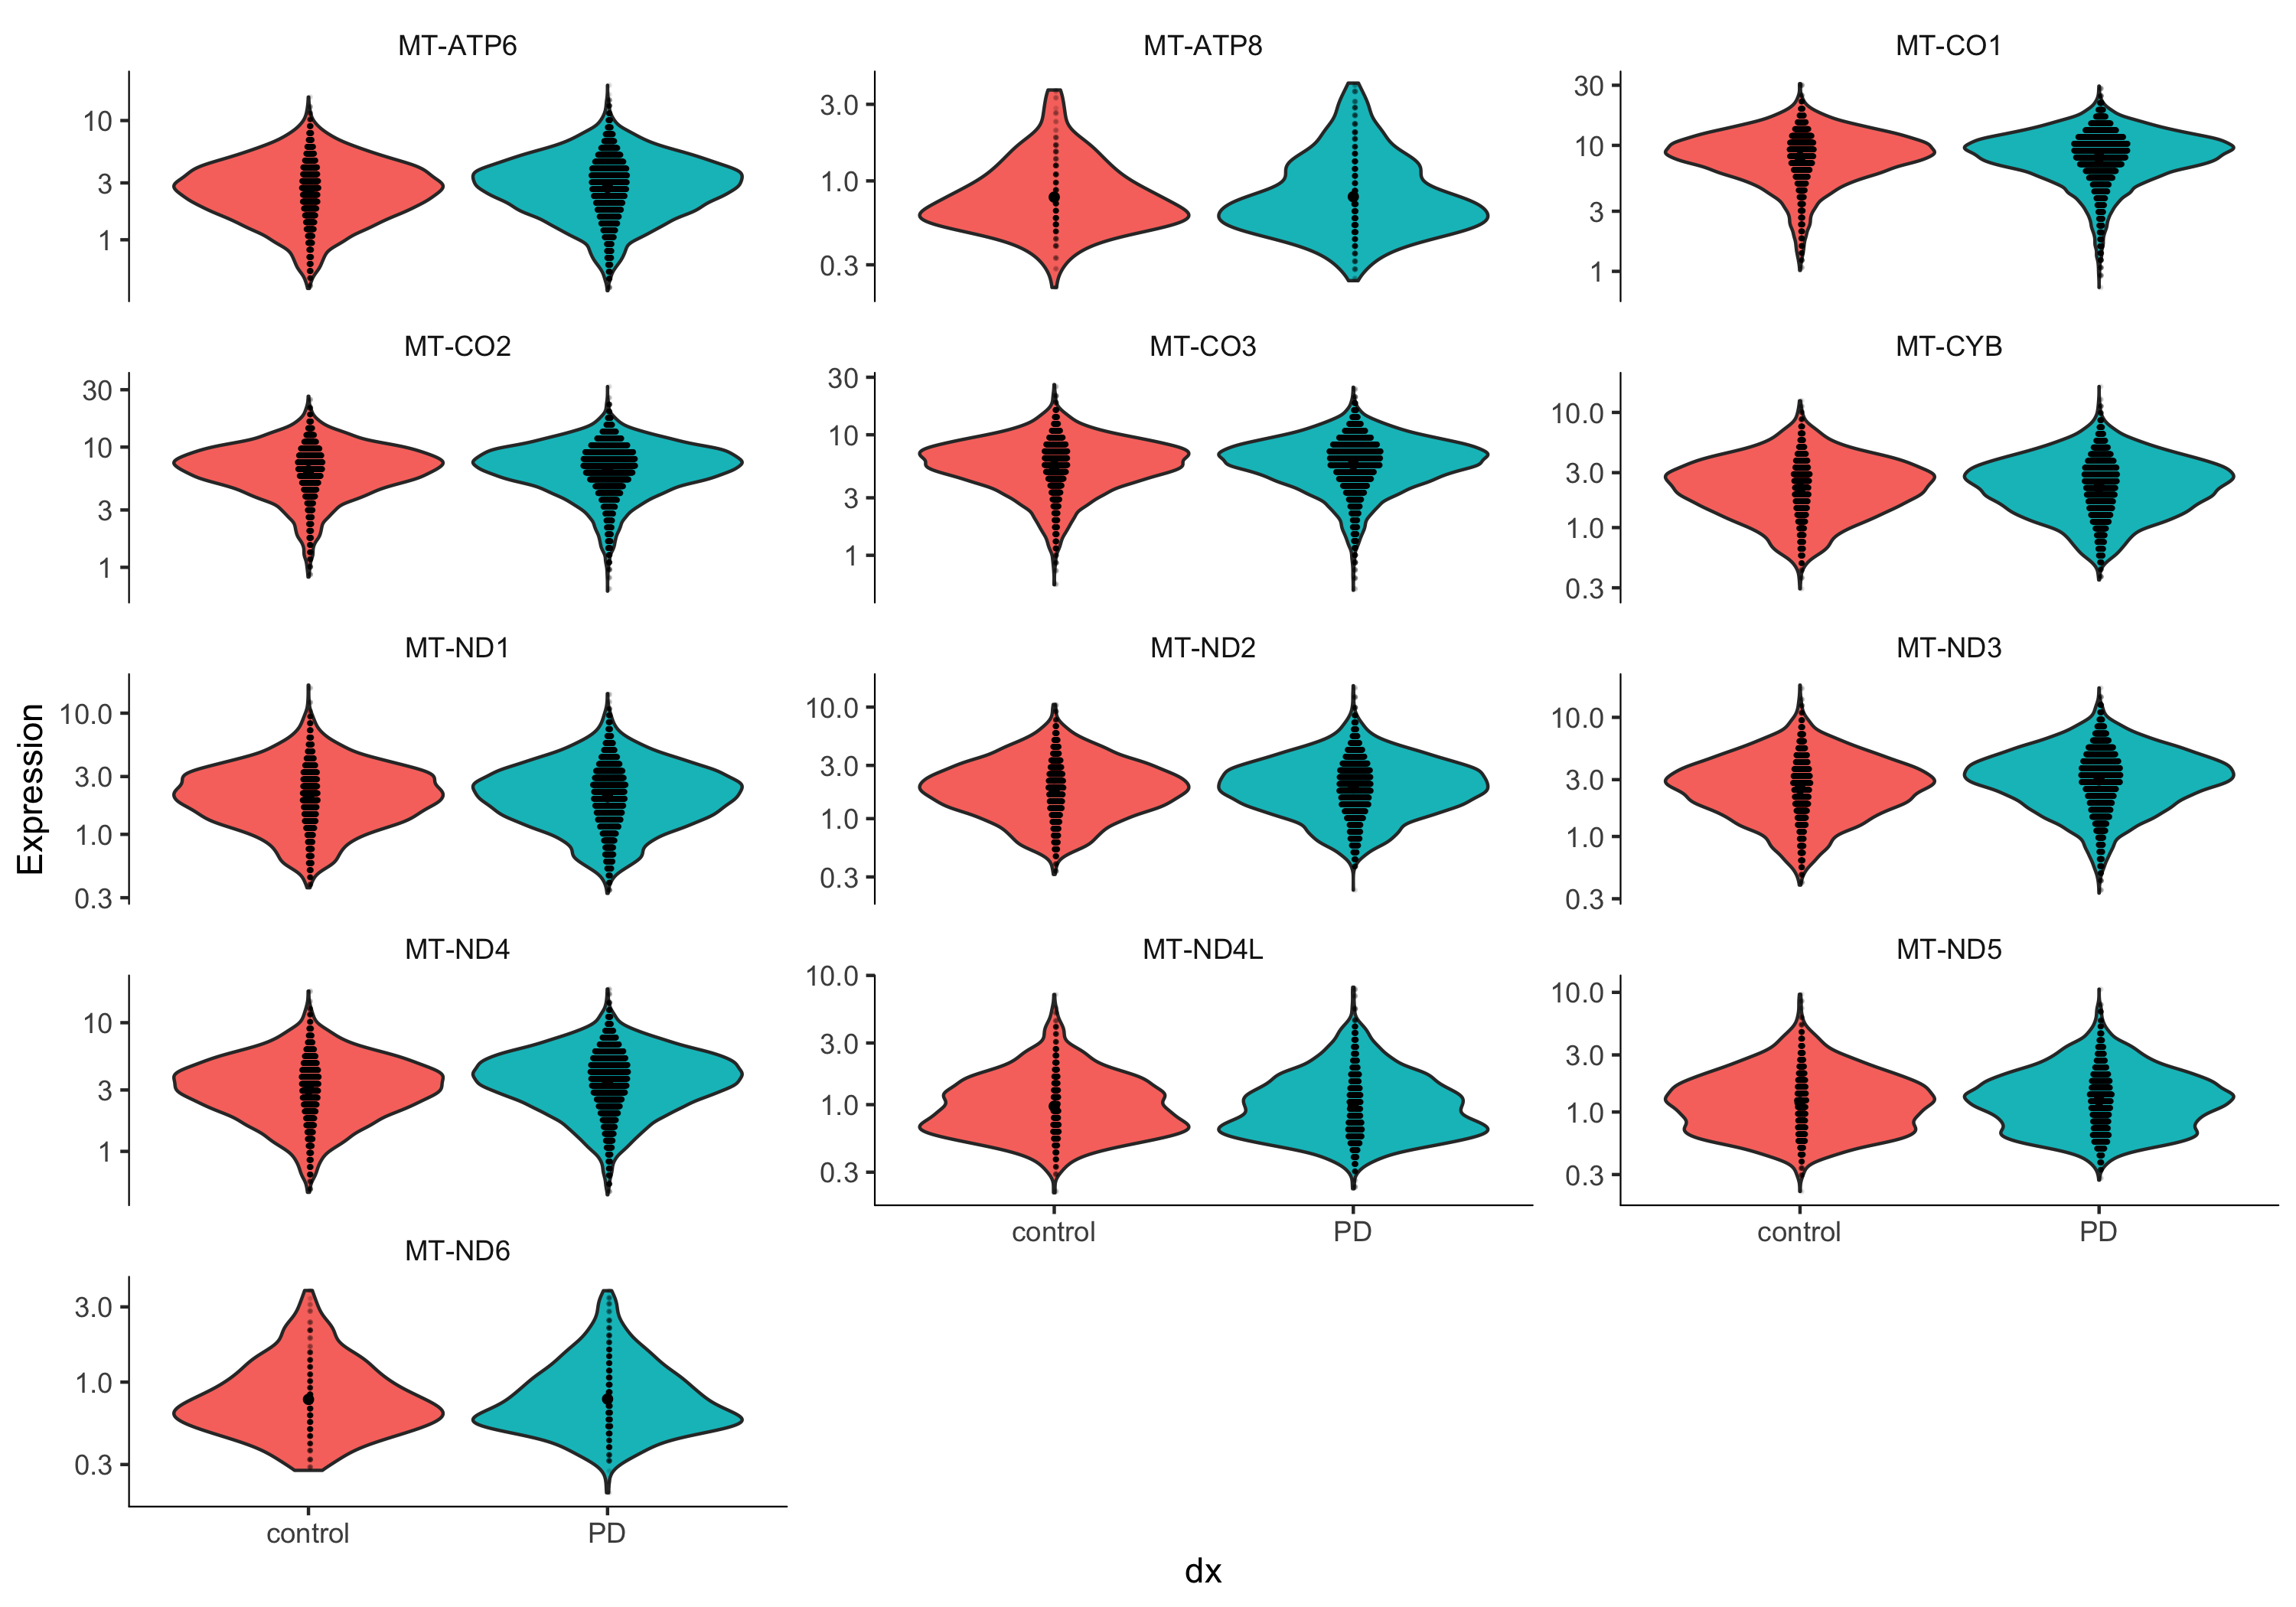 MT-ATP6 MT-ATP8 MT-CO1
10 3 1
3.0 1.0 0.3
30 10 3 1
MT-CO2 MT-CO3 MT-CYB
30 10 3 1
30 10 3 1
10.0 3.0 1.0 0.3
MT-ND1 MT-ND2 MT-ND3
10.0 3.0 1.0 0.3
10.0 3.0 1.0 0.3
10.0 3.0 1.0 0.3
Expression
MT-ND4 MT-ND4L MT-ND5
10 3 1
10.0 3.0 1.0 0.3
10.0 3.0 1.0 0.3
control PD control PD
MT-ND6
3.0 1.0 0.3
control PD
dx